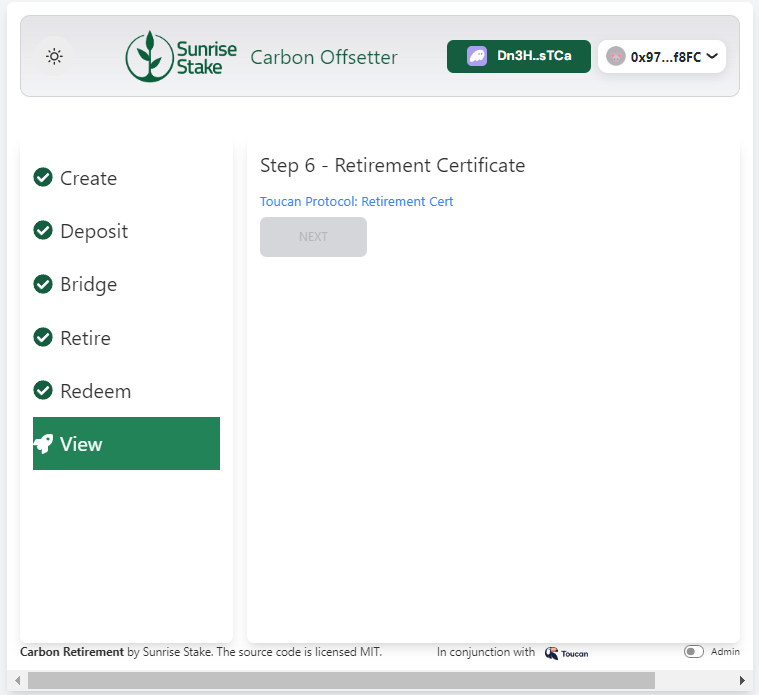 Sunrise
Stake
Carbon Offsetter
Dn3H..sTCa
0x97...f8FC
Create
Deposit
Bridge
Retire
Redeem
View
Step 6 - Retirement Certificate
Toucan Protocol: Retirement Cert
NEXT
Carbon Retirement by Sunrise Stake. The source code is licensed MIT.
In conjunction with Toucan
Admin